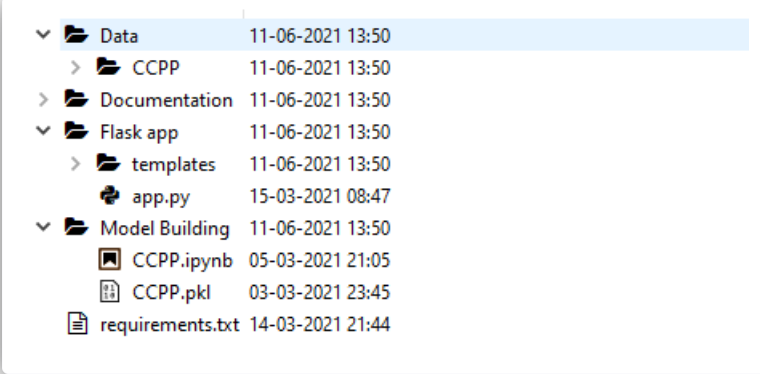 Data 11-06-2021 13:50
CCPP 11-06-2021 13:50
Documentation 11-06-2021 13:50
Flask app 11-06-2021 13:50
templates 11-06-2021 13:50
app.py 15-03-2021 08:47
Model Building 11-06-2021 13:50
CCPP.ipynb 05-03-2021 21:05
CCPP.pkl 03-03-2021 23:45
requirements.txt 14-03-2021 21:44